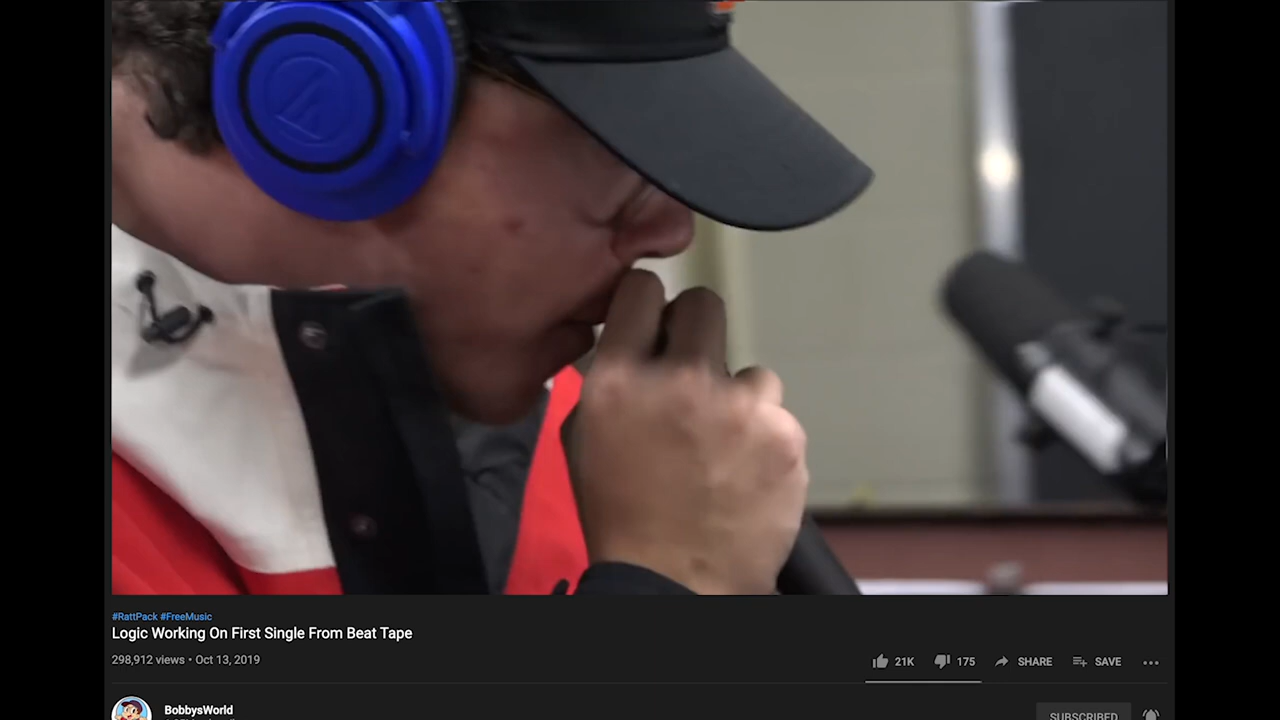 #RattPack #FreeMusic
Logic Working On First Single From Beat Tape
298,912 views • Oct 13, 2019
21K 175 SHARE SAVE
BobbysWorld
SUBSCRIBED